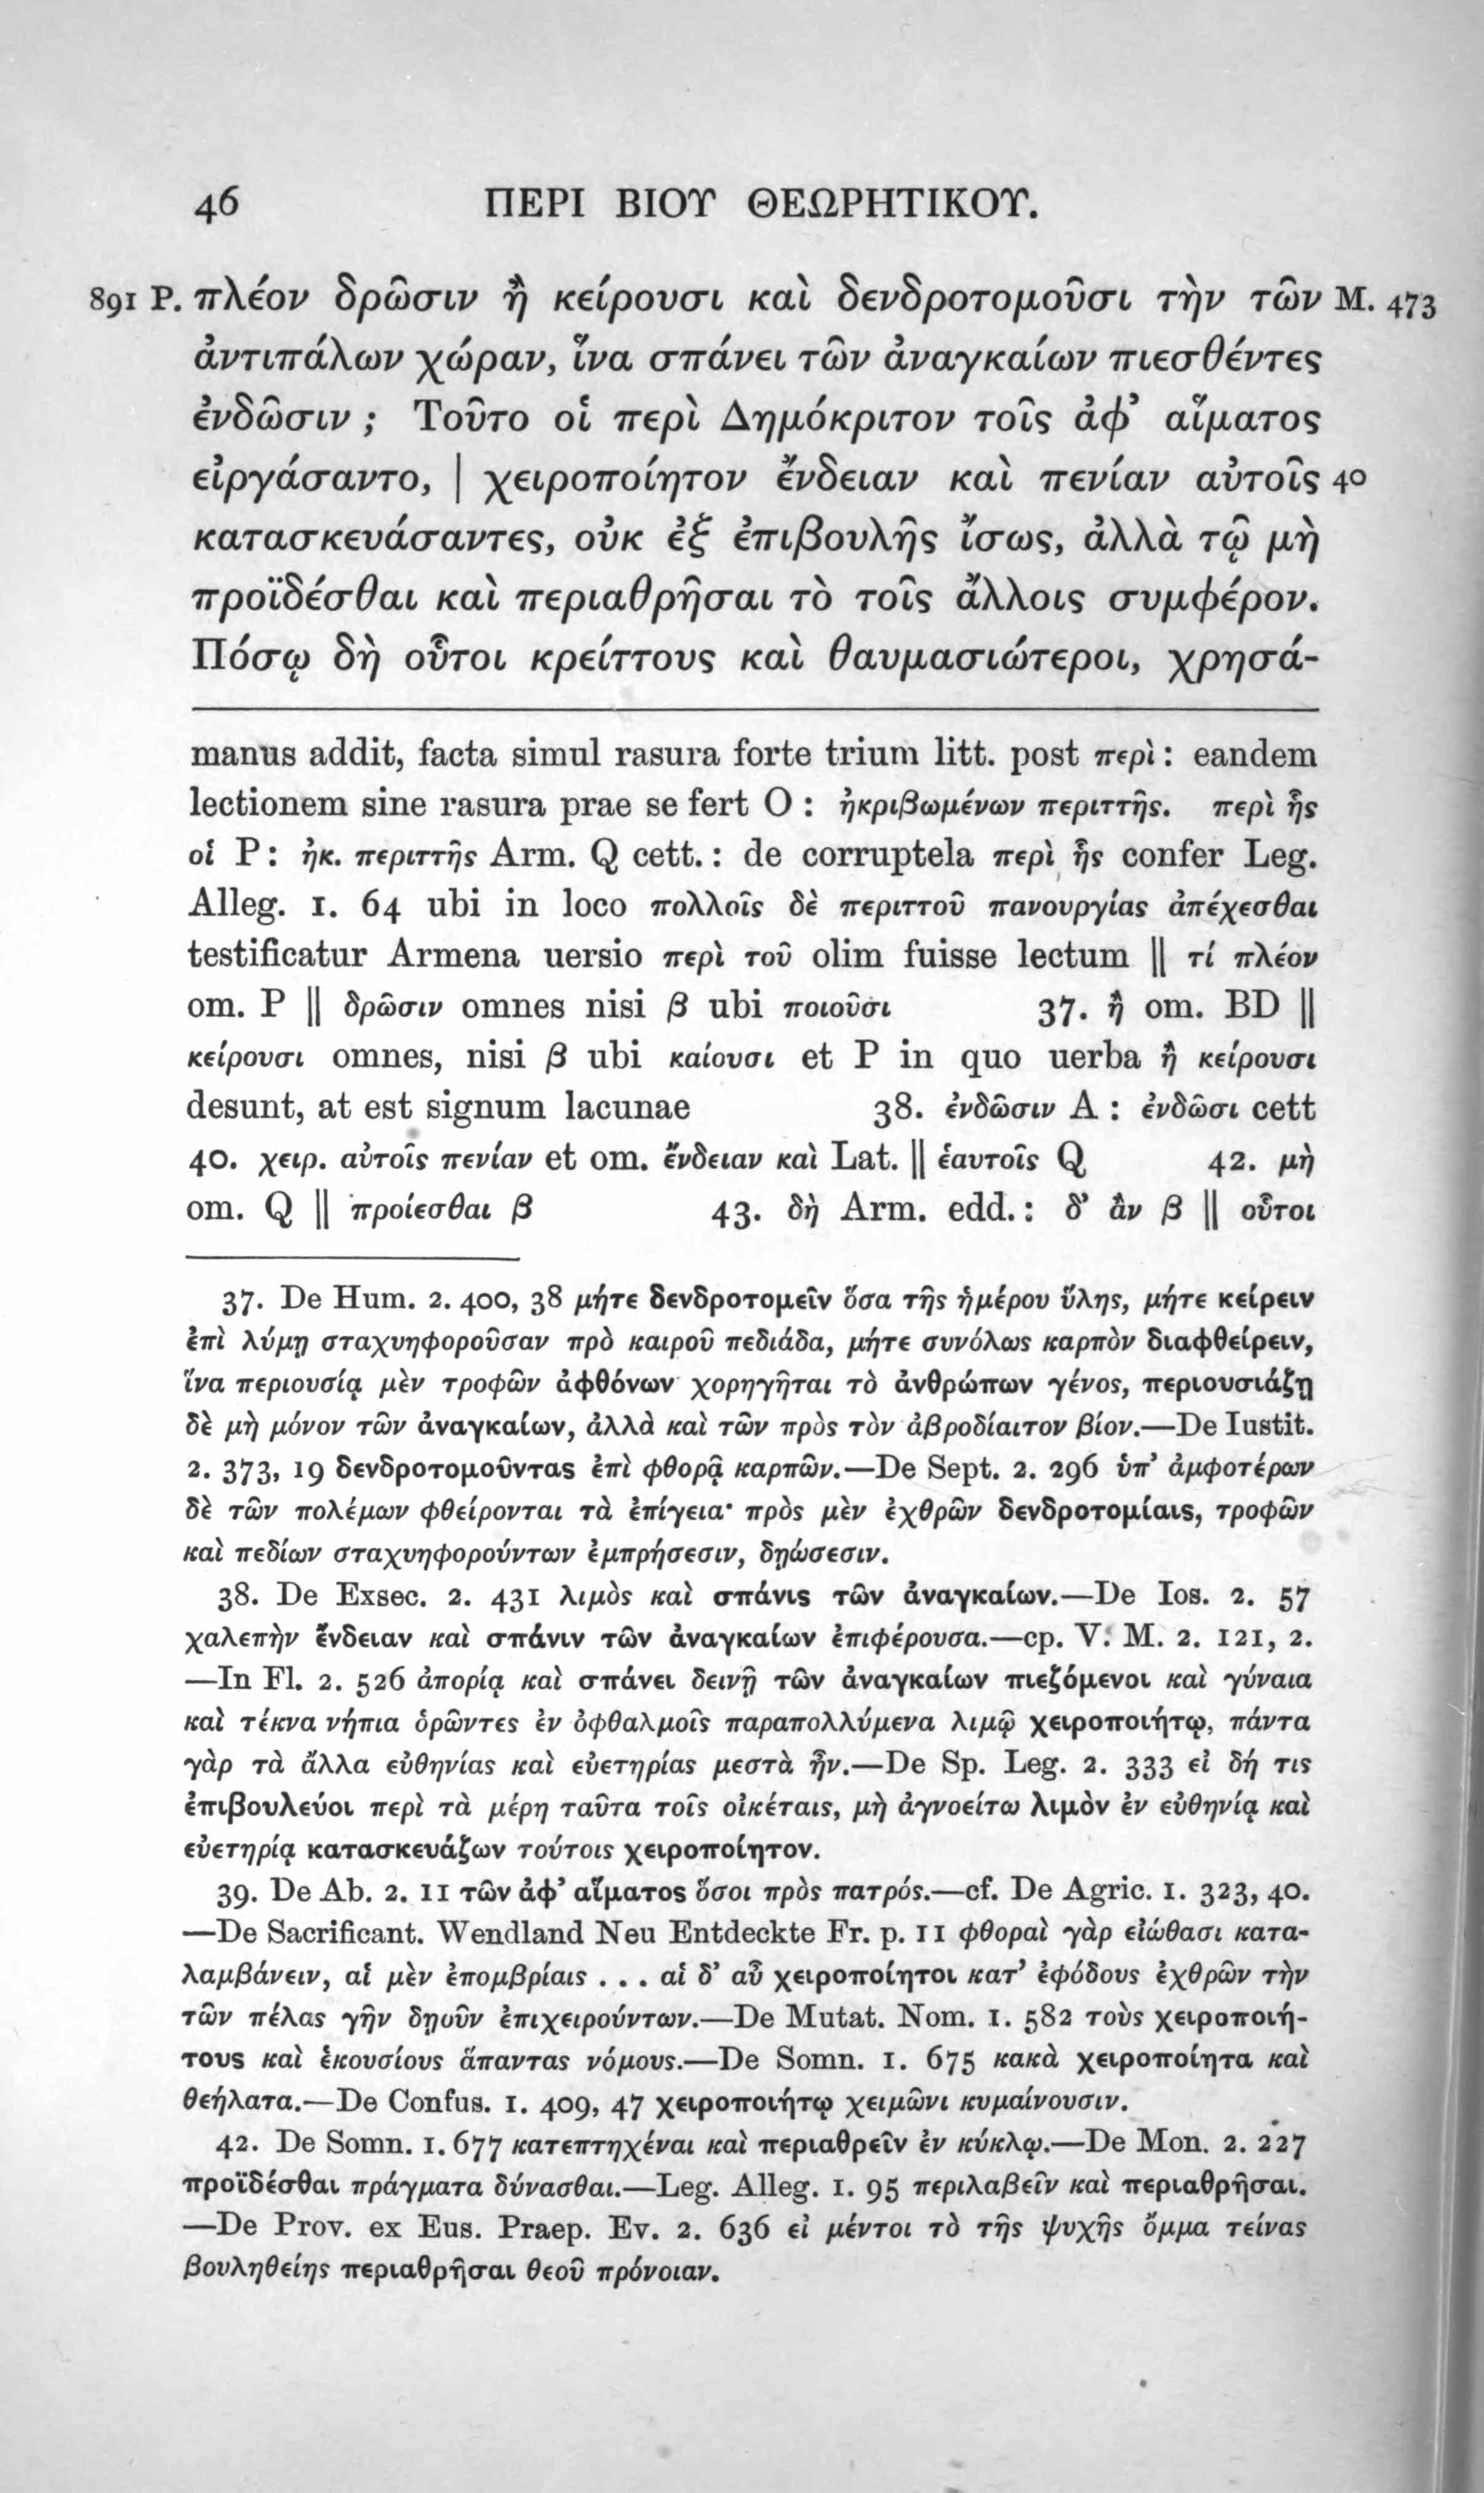 46 ΠΕΡΙ ΒΙΟΥ ΘΕΩΡΗΤΙΚΟΥ.
891 P. πλέον δρῶσιν ἢ κείρουσι καὶ δενδροτομοῦσι τὴν τῶν M. 473
ἀντιπάλων χώραν, ἵνα σπάνει τῶν ἀναγκαίων πιεσθέντες
ἐνδῶσιν ; Τοῦτο οἱ περὶ Δημόκριτον τοῖς ἀφ’ αἵματος
εἰργάσαντο, | χειροποίητον ἔνδειαν καὶ πενίαν αὐτοῖς 40
κατασκευάσαντες, οὐκ ἐξ ἐπιβουλῆς ἴσως, ἀλλὰ τῷ μὴ
προϊδέσθαι καὶ περιαθρῆσαι τὸ τοῖς ἄλλοις συμφέρον.
Πόσῳ δὴ οὗτοι κρείττους καὶ θαυμασιώτεροι, χρησά-
manus addit, facta simul rasura forte trium litt. post περὶ : eandem
lectionem sine rasura prae se fert O : ἠκριβωμένων περιττῆς. περὶ ἧς
οἱ P : ἠκ. περιττῆς Arm. Q cett. : de corruptela περὶ ἧς confer Leg.
Alleg. 1. 64 ubi in loco πολλοῖς δὲ περιττοῦ πανουργίας ἀπέχεσθαι
testificatur Armena uersio περὶ τοῦ olim fuisse lectum || τί πλέον
om. P || δρῶσιν omnes nisi β ubi ποιοῦσι 37. ἢ om. BD ||
κείρουσι omnes, nisi β ubi καίουσι et P in quo uerba ἢ κείρουσι
desunt, at est signum lacunae 38. ἐνδῶσιν A : ἐνδῶσι cett
40. χειρ. αὐτοῖς πενίαν et om. ἔνδειαν καὶ Lat. || ἑαυτοῖς Q 42. μὴ
om. Q || προίεσθαι β 43. δὴ Arm. edd. : δ’ ἂν β || οὗτοι
37. De Hum. 2. 400, 38 μήτε δενδροτομεῖν ὅσα τῆς ἡμέρου ὕλης, μήτε κείρειν
ἐπὶ λύμῃ σταχυηφοροῦσαν πρὸ καιροῦ πεδιάδα, μήτε συνόλως καρπὸν διαφθείρειν,
ἵνα περιουσίᾳ μὲν τροφῶν ἀφθόνων χορηγῆται τὸ ἀνθρώπων γένος, περιουσιάζῃ
δὲ μὴ μόνον τῶν ἀναγκαίων, ἀλλὰ καὶ τῶν πρὸς τὸν ἁβροδίαιτον βίον.—De Iustit.
2. 373, 19 δενδροτομοῦντας ἐπὶ φθορᾷ καρπῶν.—De Sept. 2. 296 ὑπ’ ἀμφοτέρων
δὲ τῶν πολέμων φθείρονται τὰ ἐπίγεια· πρὸς μὲν ἐχθρῶν δενδροτομίαις, τροφῶν
καὶ πεδίων σταχυηφορούντων ἐμπρήσεσιν, δῃώσεσιν.
38. De Exsec. 2. 431 λιμὸς καὶ σπάνις τῶν ἀναγκαίων.—De Ios. 2. 57
χαλεπὴν ἔνδειαν καὶ σπάνιν τῶν ἀναγκαίων ἐπιφέρουσα.—cp. V. M. 2. 121, 2.
—In Fl. 2. 526 ἀπορίᾳ καὶ σπάνει δεινῇ τῶν ἀναγκαίων πιεζόμενοι καὶ γύναια
καὶ τέκνα νήπια ὁρῶντες ἐν ὀφθαλμοῖς παραπολλύμενα λιμῷ χειροποιήτῳ, πάντα
γὰρ τὰ ἄλλα εὐθηνίας καὶ εὐετηρίας μεστὰ ἦν.—De Sp. Leg. 2. 333 εἰ δή τις
ἐπιβουλεύοι περὶ τὰ μέρη ταῦτα τοῖς οἰκέταις, μὴ ἀγνοείτω λιμὸν ἐν εὐθηνίᾳ καὶ
εὐετηρίᾳ κατασκευάζων τούτοις χειροποίητον.
39. De Ab. 2. 11 τῶν ἀφ’ αἵματος ὅσοι πρὸς πατρός.—cf. De Agric. 1. 323, 40.
—De Sacrificant. Wendland Neu Entdeckte Fr. p. 11 φθοραὶ γὰρ εἰώθασι κατα-
λαμβάνειν, αἱ μὲν ἐπομβρίαις . . . αἱ δ’ αὖ χειροποίητοι κατ’ ἐφόδους ἐχθρῶν τὴν
τῶν πέλας γῆν δῃοῦν ἐπιχειρούντων.—De Mutat. Nom. 1. 582 τοὺς χειροποιή-
τους καὶ ἑκουσίους ἅπαντας νόμους.—De Somn. 1. 675 κακὰ χειροποίητα καὶ
θεήλατα.—De Confus. 1. 409, 47 χειροποιήτῳ χειμῶνι κυμαίνουσιν.
42. De Somn. 1. 677 κατεπτηχέναι καὶ περιαθρεῖν ἐν κύκλῳ.—De Mon. 2. 227
προϊδέσθαι πράγματα δύνασθαι.—Leg. Alleg. 1. 95 περιλαβεῖν καὶ περιαθρῆσαι.
—De Prov. ex Eus. Praep. Ev. 2. 636 εἰ μέντοι τὸ τῆς ψυχῆς ὄμμα τείνας
βουληθείης περιαθρῆσαι θεοῦ πρόνοιαν.